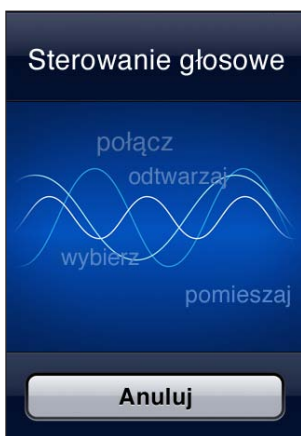 Sterowanie głosowe
połącz
odtwarzaj
wybierz
pomieszaj
Anuluj